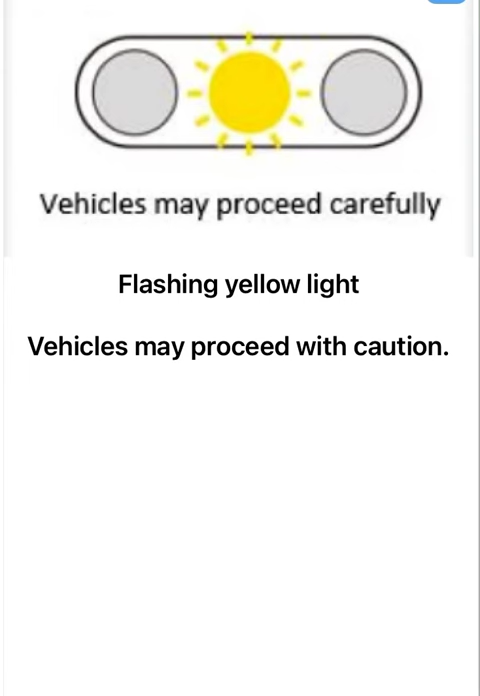 Vehicles may proceed carefully
Flashing yellow light
Vehicles may proceed with caution.